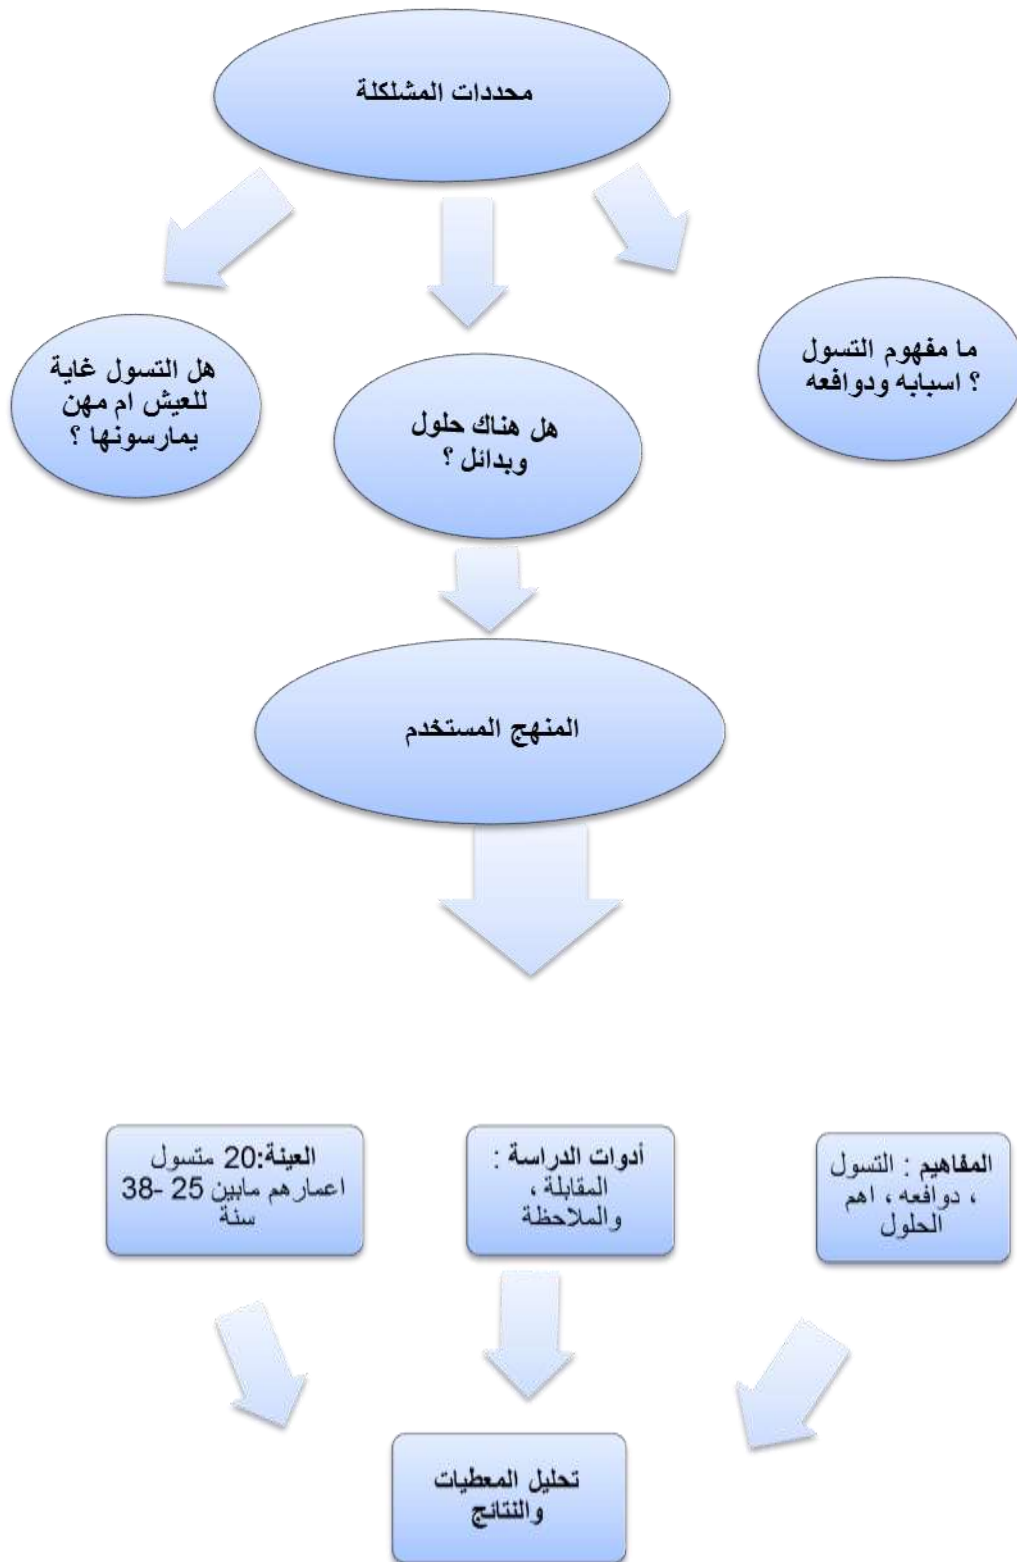 محددات المشلكلة
ما مفهوم التسول
؟ اسبابه ودوافعه
هل هناك حلول
وبدائل ؟
هل التسول غاية
للعيش ام مهن
يمارسونها ؟
المنهج المستخدم
المفاهيم : التسول
، دوافعه ، اهم
الحلول
أدوات الدراسة :
المقابلة ،
والملاحظة
العينة:20 متسول
اعمارهم مابين 25 -38
سنة
تحليل المعطيات
والنتائج